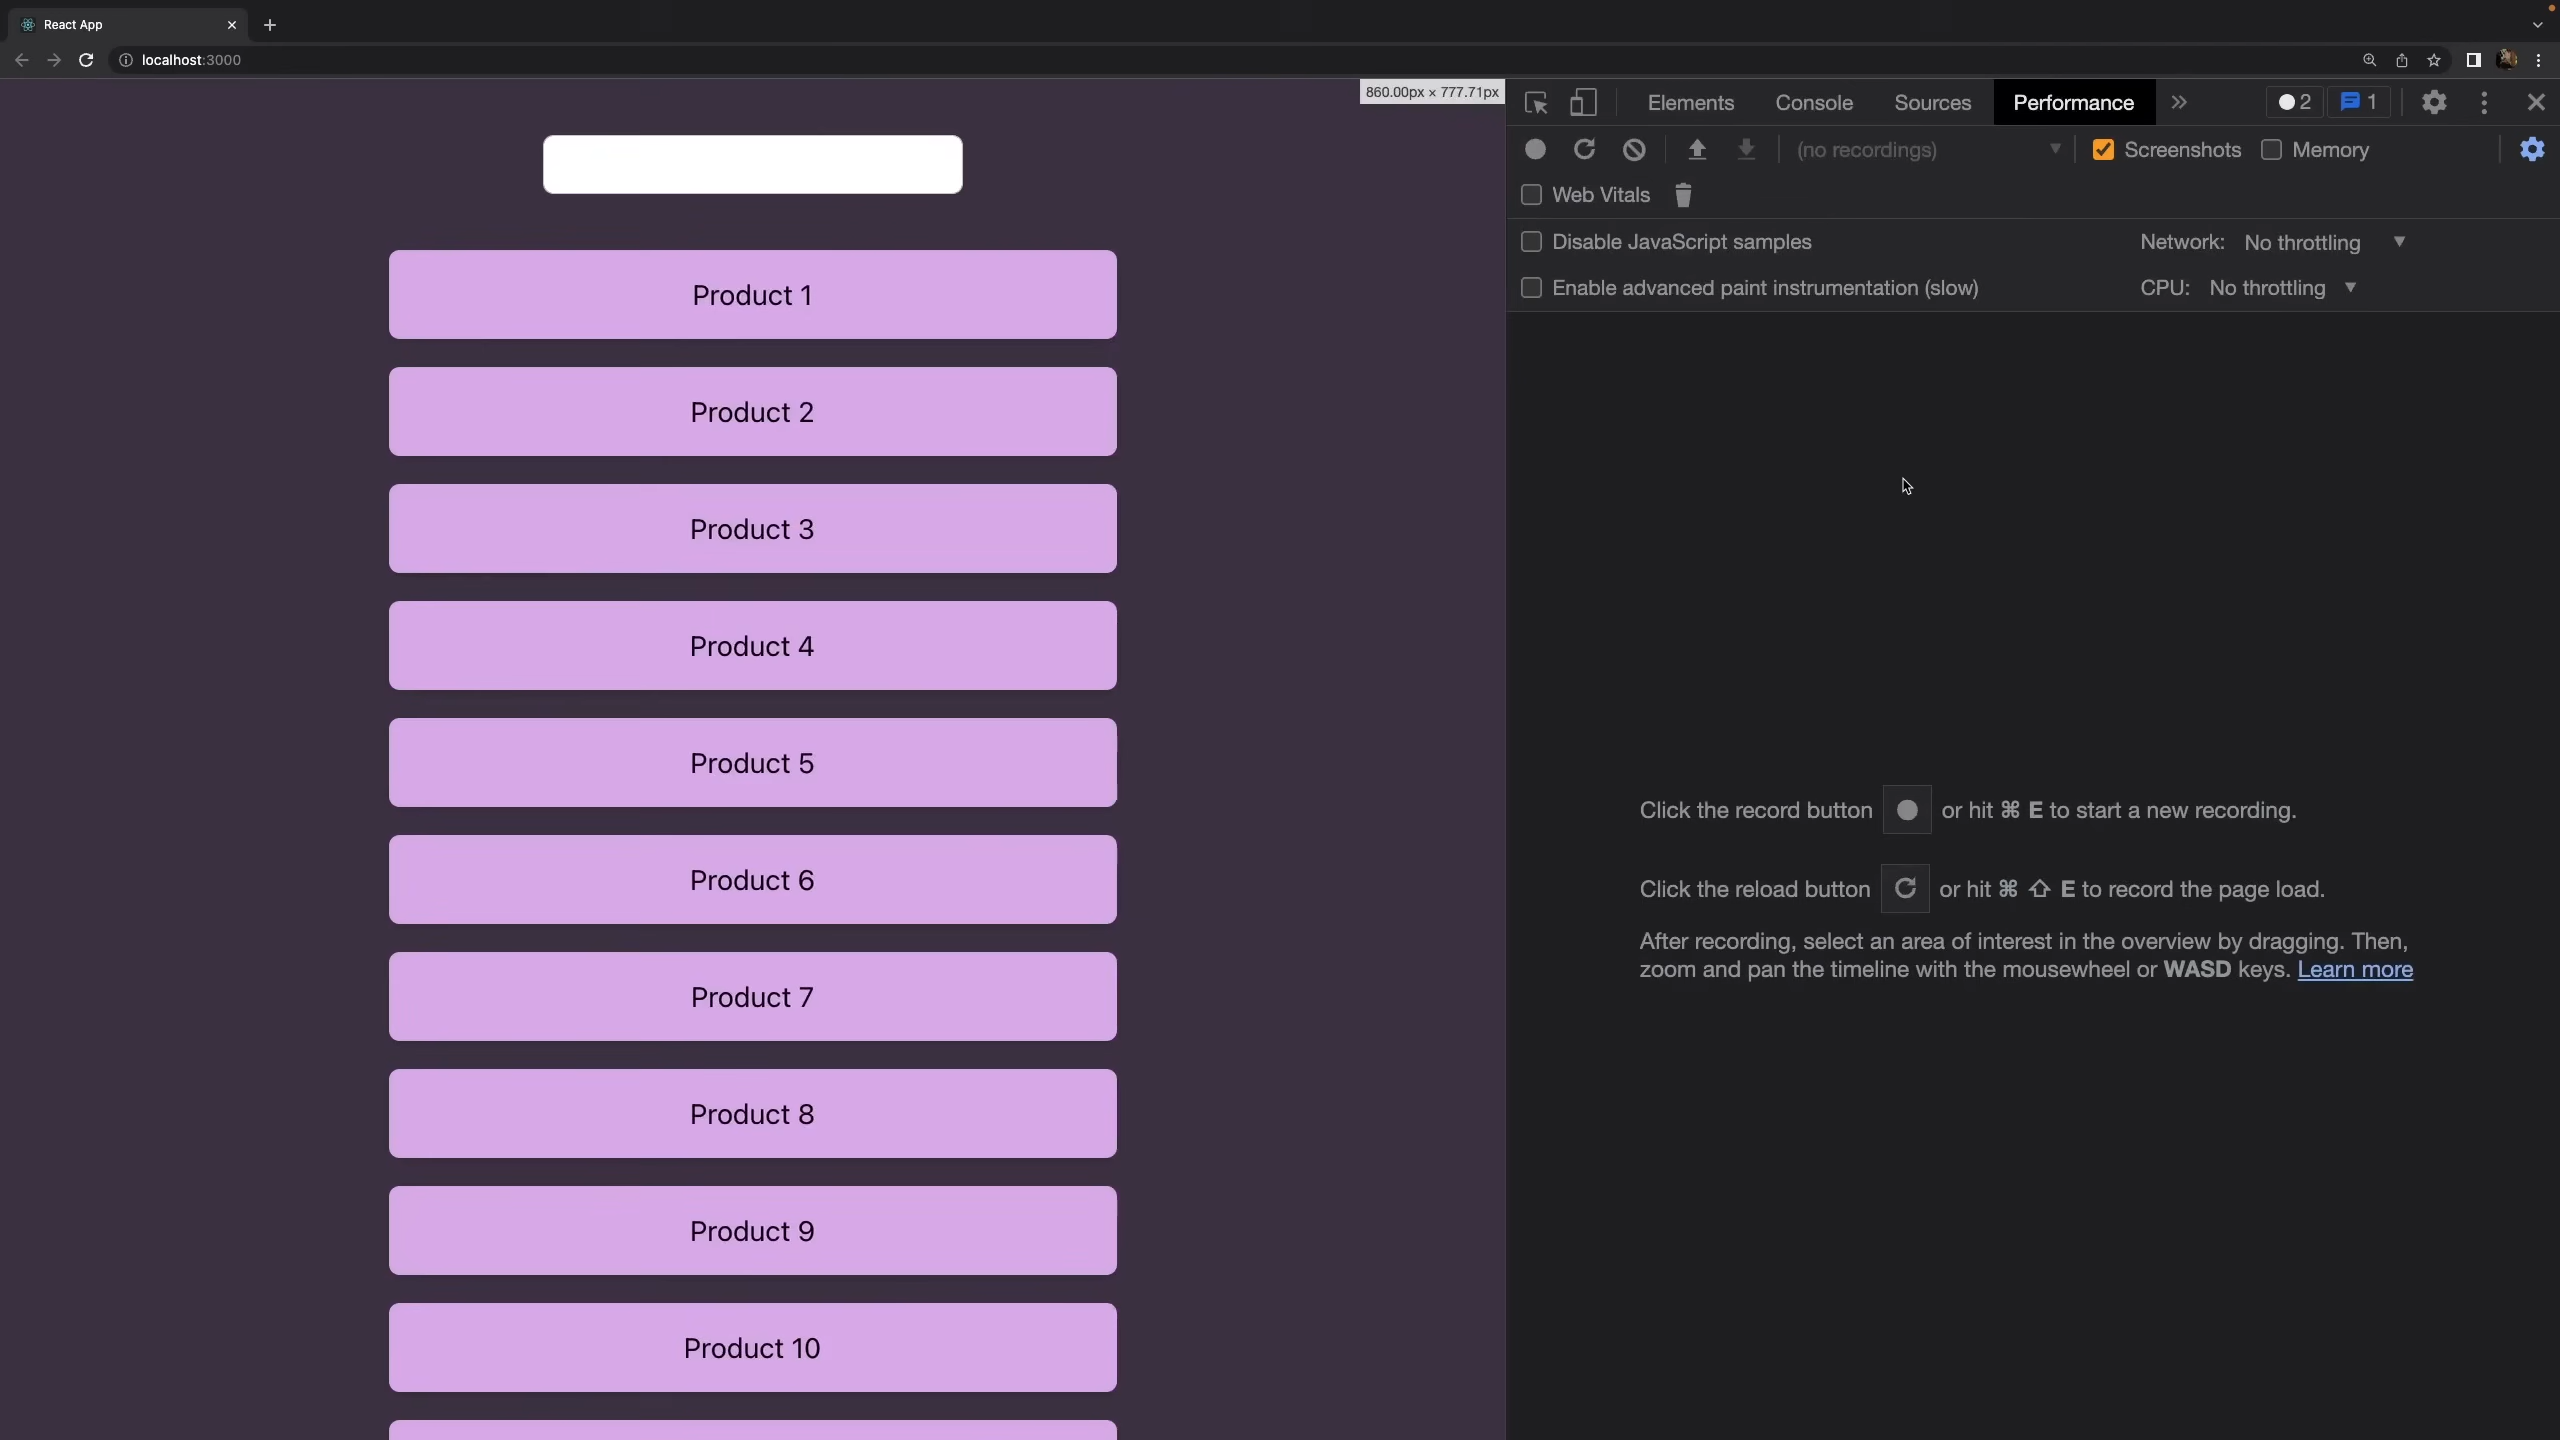 React App
localhost:3000
860.00px × 777.71px
Product 1
Product 2
Product 3
Product 4
Product 5
Product 6
Product 7
Product 8
Product 9
Product 10
Elements Console Sources Performance 2 1
(no recordings) Screenshots Memory
Web Vitals
Disable JavaScript samples Network: No throttling
Enable advanced paint instrumentation (slow) CPU: No throttling
Click the record button or hit ⌘ E to start a new recording.
Click the reload button or hit ⌘ ⇧ E to record the page load.
After recording, select an area of interest in the overview by dragging. Then,
zoom and pan the timeline with the mousewheel or WASD keys. Learn more